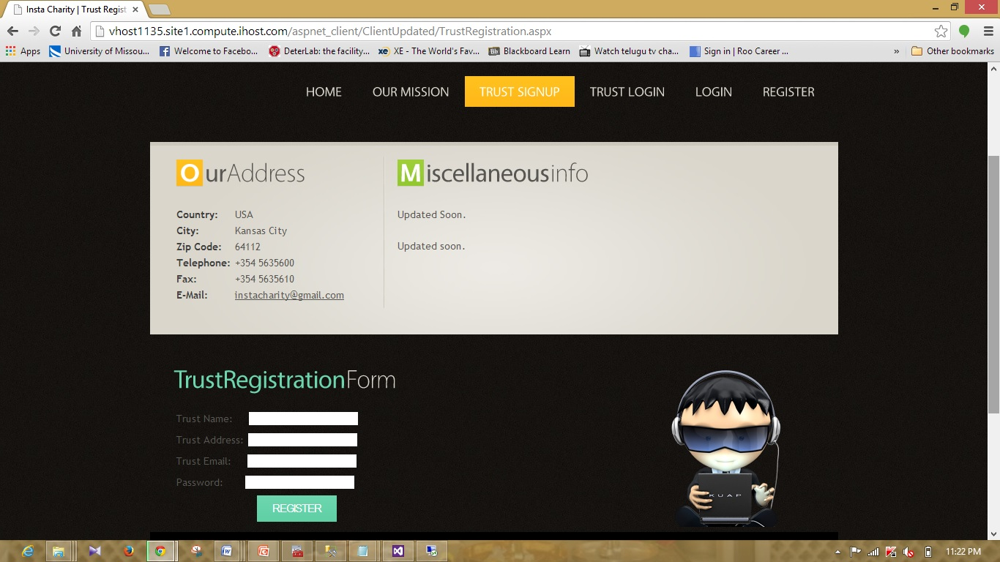 Insta Charity | Trust Regist
vhost1135.site1.compute.ihost.com/aspnet_client/ClientUpdated/TrustRegistration.aspx
Apps University of Missou... Welcome to Facebo... DeterLab: the facility... XE - The World's Fav... Bb Blackboard Learn Watch telugu tv cha... Sign in | Roo Career ... » Other bookmarks
HOME OUR MISSION TRUST SIGNUP TRUST LOGIN LOGIN REGISTER
OurAddress Miscellaneousinfo
Country: USA Updated Soon.
City: Kansas City
Zip Code: 64112 Updated soon.
Telephone: +354 5635600
Fax: +354 5635610
E-Mail: instacharity@gmail.com
TrustRegistrationForm
Trust Name:
Trust Address:
Trust Email:
Password:
KUAP
REGISTER
11:22 PM